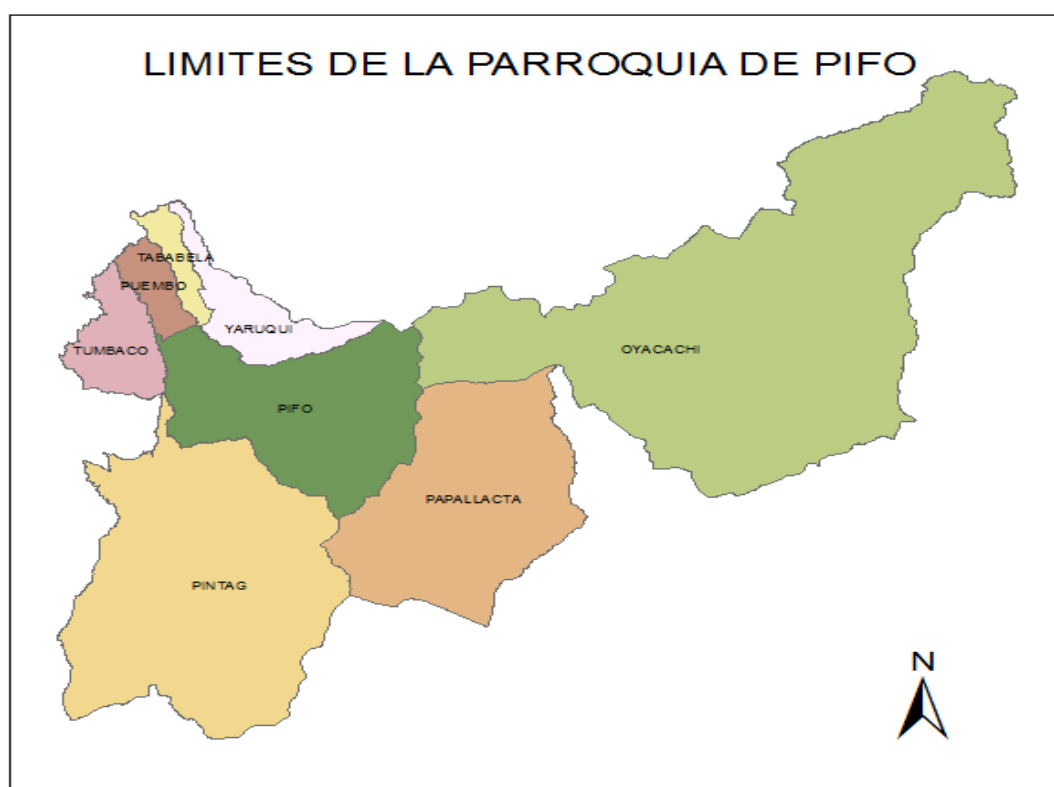 LIMITES DE LA PARROQUIA DE PIFO
TABABELA
PUEMBO
YARUQUI
TUMBACO
OYACACHI
PIFO
PAPALLACTA
PINTAG
N